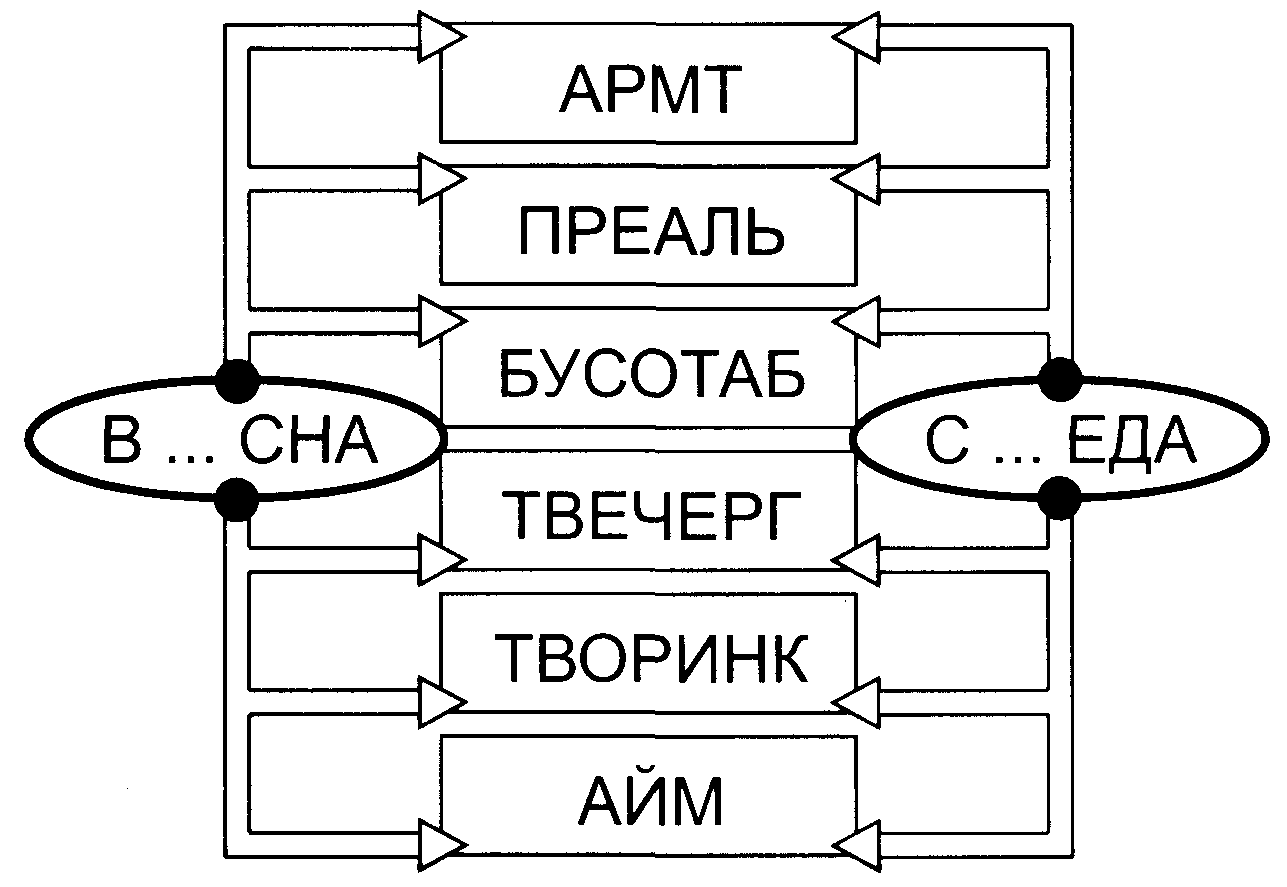 АРМТ
ПРЕАЛЬ
БУСОТАБ
В ... СНА
С ... ЕДА
ТВЕЧЕРГ
ТВОРИНК
АЙМ